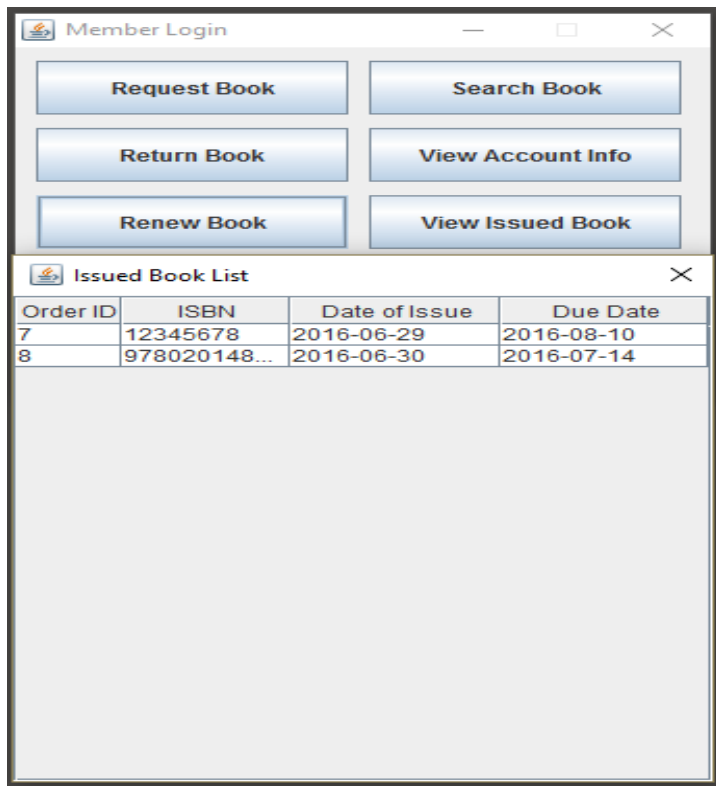 Member Login
Request Book Search Book
Return Book View Account Info
Renew Book View Issued Book
Issued Book List
Order ID ISBN Date of Issue Due Date
7 12345678 2016-06-29 2016-08-10
8 978020148... 2016-06-30 2016-07-14